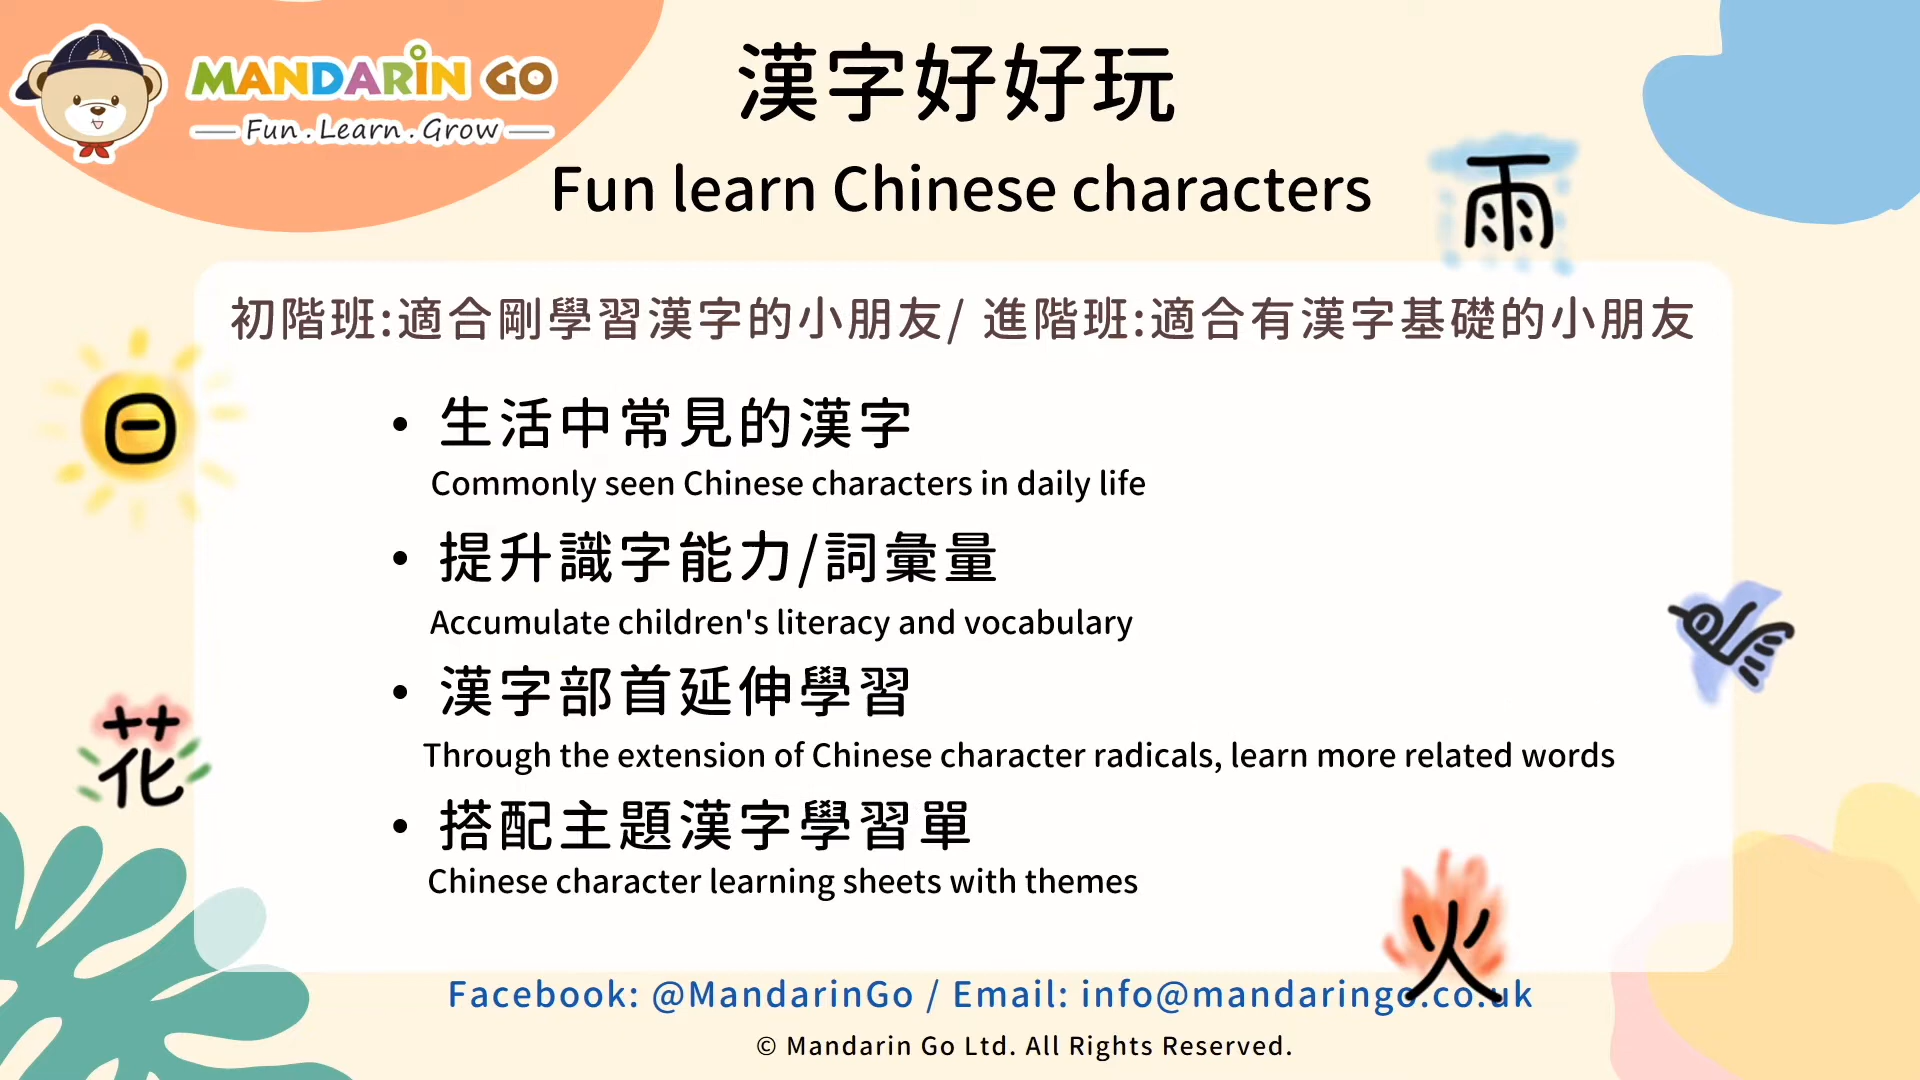 MANDARIN GO
Fun . Learn . Grow
漢字好好玩
Fun learn Chinese characters
雨
初階班:適合剛學習漢字的小朋友/ 進階班:適合有漢字基礎的小朋友
日
• 生活中常見的漢字
Commonly seen Chinese characters in daily life
• 提升識字能力/詞彙量
Accumulate children's literacy and vocabulary
• 漢字部首延伸學習
Through the extension of Chinese character radicals, learn more related words
花
• 搭配主題漢字學習單
Chinese character learning sheets with themes
火
Facebook: @MandarinGo / Email: info@mandaringo.co.uk
© Mandarin Go Ltd. All Rights Reserved.